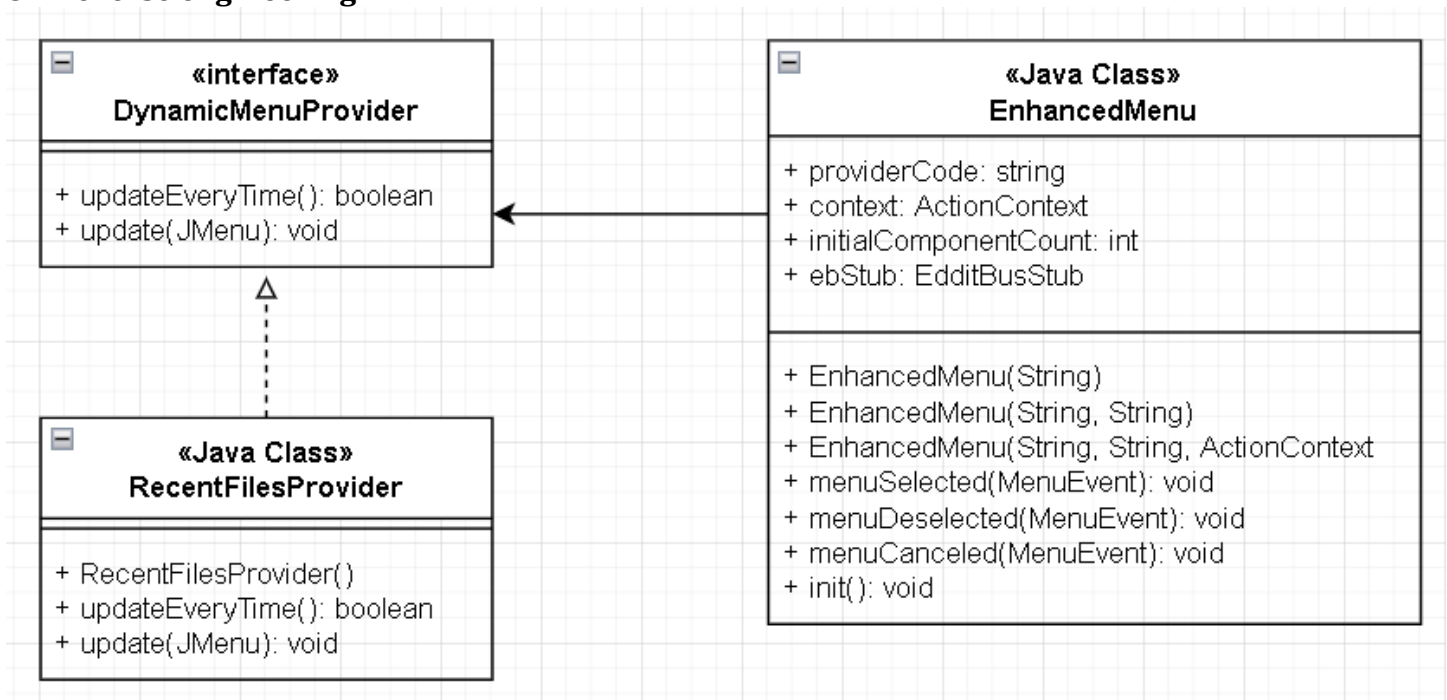 «interface»
DynamicMenuProvider
+ updateEveryTime(): boolean
+ update(JMenu): void
«Java Class»
RecentFilesProvider
+ RecentFilesProvider()
+ updateEveryTime(): boolean
+ update(JMenu): void
«Java Class»
EnhancedMenu
+ providerCode: string
+ context: ActionContext
+ initialComponentCount: int
+ ebStub: EdditBusStub
+ EnhancedMenu(String)
+ EnhancedMenu(String, String)
+ EnhancedMenu(String, String, ActionContext
+ menuSelected(MenuEvent): void
+ menuDeselected(MenuEvent): void
+ menuCanceled(MenuEvent): void
+ init(): void